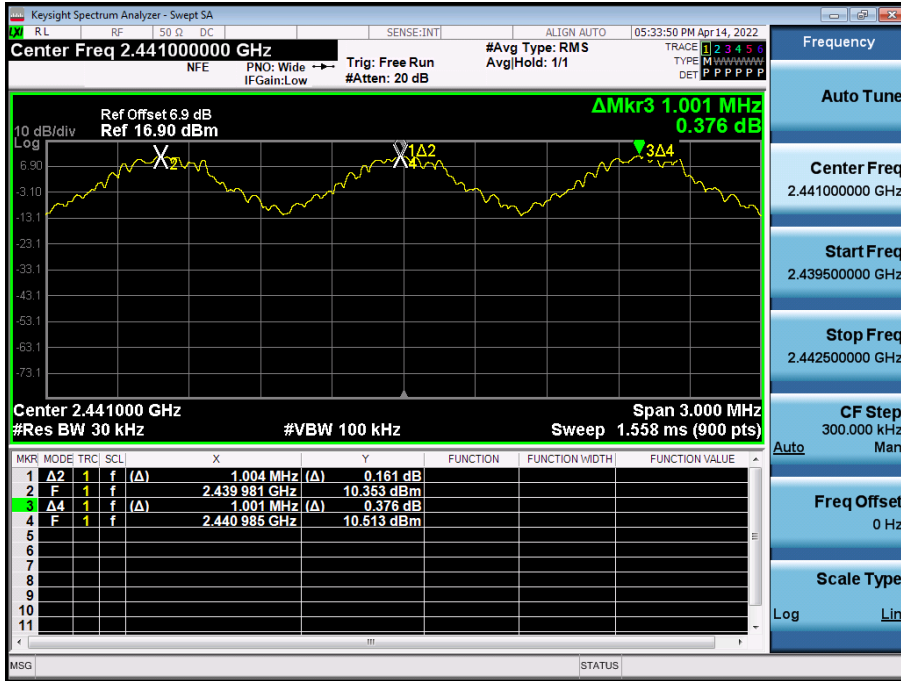 Keysight Spectrum Analyzer - Swept SA
LXI RL RF 50 Ω DC SENSE:INT ALIGN AUTO 05:33:50 PM Apr 14, 2022
Center Freq 2.441000000 GHz #Avg Type: RMS TRACE 1 2 3 4 5 6
NFE PNO: Wide Trig: Free Run Avg|Hold: 1/1 TYPE M WWWWW
IFGain:Low #Atten: 20 dB DET P P P P P P
ΔMkr3 1.001 MHz
0.376 dB
Ref Offset 6.9 dB
10 dB/div Ref 16.90 dBm
Log
2
1Δ2
4
3Δ4
6.90
-3.10
-13.1
-23.1
-33.1
-43.1
-53.1
-63.1
-73.1
Center 2.441000 GHz Span 3.000 MHz
#Res BW 30 kHz #VBW 100 kHz Sweep 1.558 ms (900 pts)
MKR MODE TRC SCL X Y FUNCTION FUNCTION WIDTH FUNCTION VALUE
1 Δ2 1 f (Δ) 1.004 MHz (Δ) 0.161 dB
2 F 1 f 2.439 981 GHz 10.353 dBm
3 Δ4 1 f (Δ) 1.001 MHz (Δ) 0.376 dB
4 F 1 f 2.440 985 GHz 10.513 dBm
5
6
7
8
9
10
11
MSG STATUS
Frequency
Auto Tune
Center Freq
2.441000000 GHz
Start Freq
2.439500000 GHz
Stop Freq
2.442500000 GHz
CF Step
300.000 kHz
Auto Man
Freq Offset
0 Hz
Scale Type
Log Lin